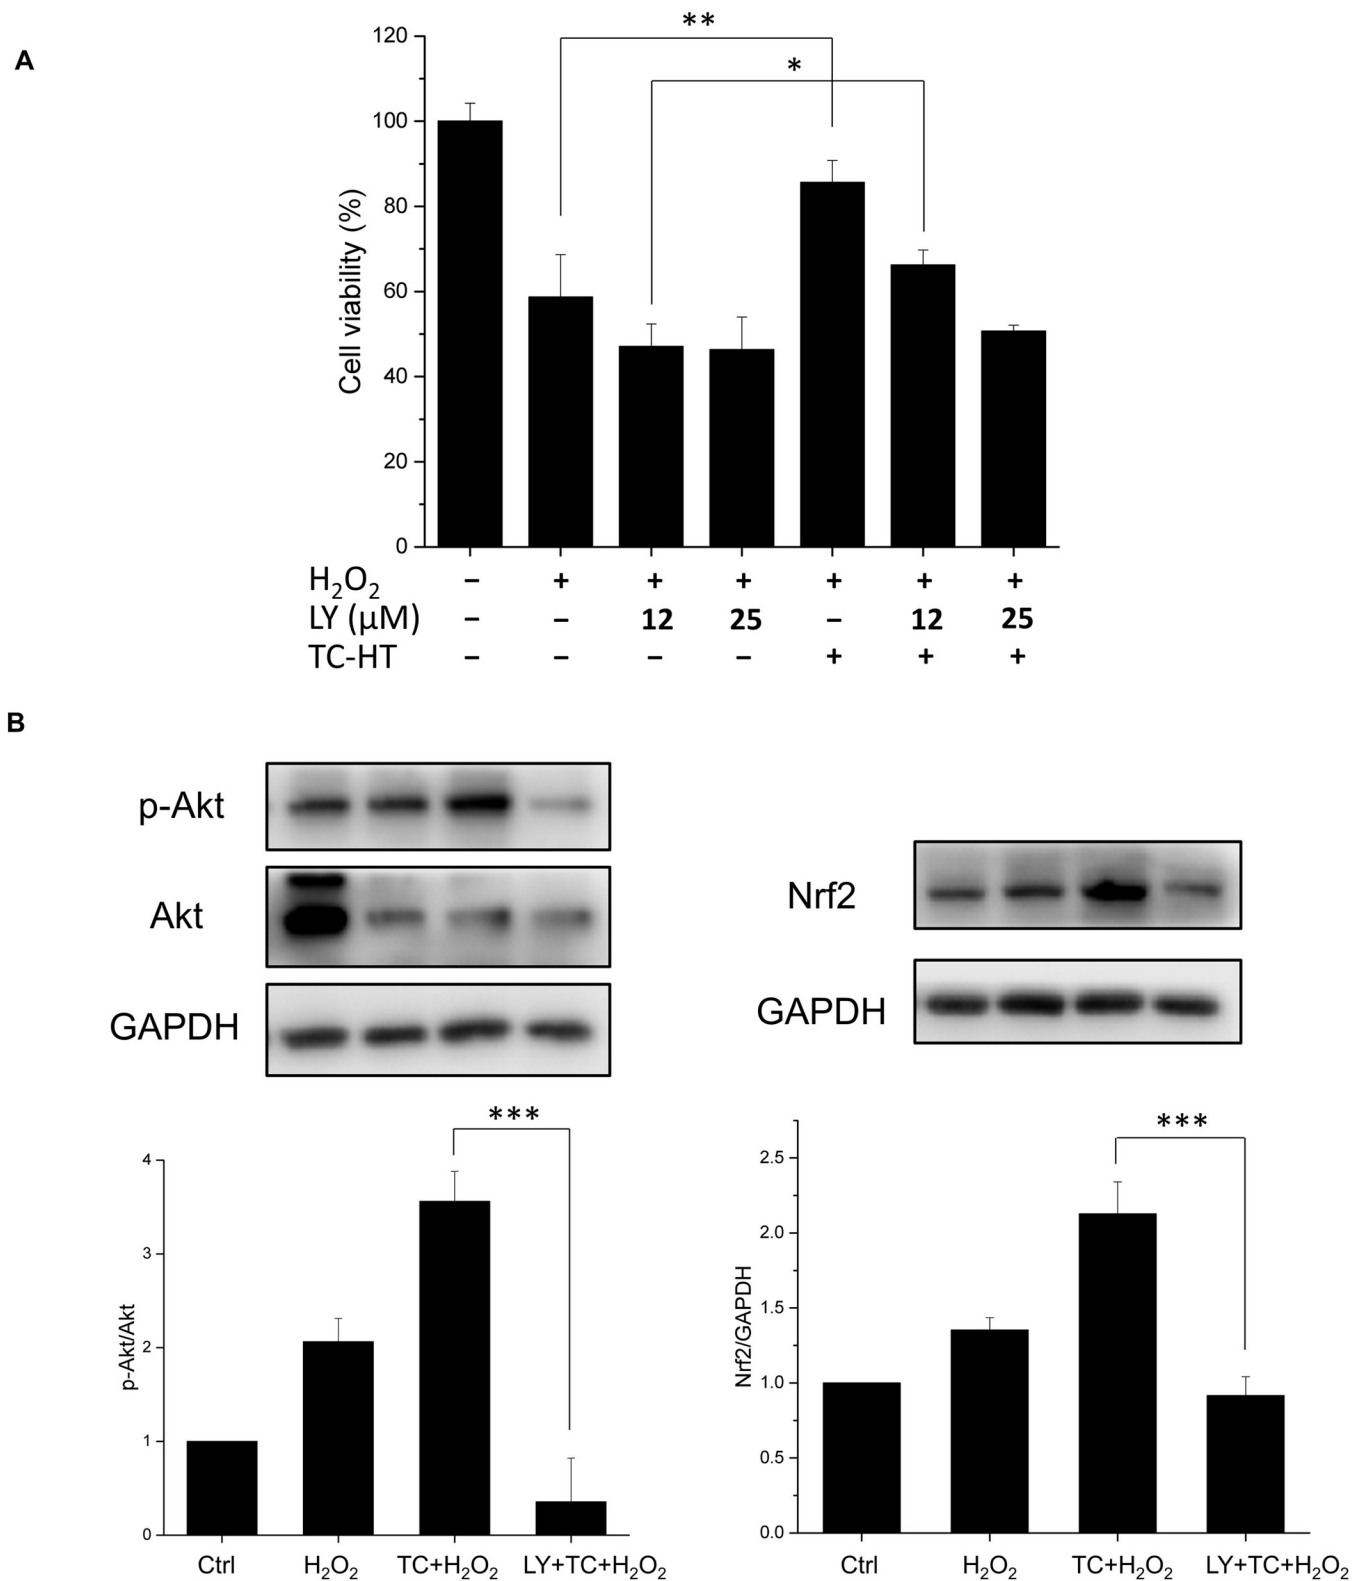 A
**
*
120
100
80
60
40
20
0
Cell viability (%)
H₂O₂ – + + + + + +
LY (μM) – – 12 25 – 12 25
TC-HT – – – – + + +
B
p-Akt
Akt
GAPDH
Nrf2
GAPDH
***
4
3
2
1
0
p-Akt/Akt
Ctrl H₂O₂ TC+H₂O₂ LY+TC+H₂O₂
***
2.5
2.0
1.5
1.0
0.5
0.0
Nrf2/GAPDH
Ctrl H₂O₂ TC+H₂O₂ LY+TC+H₂O₂